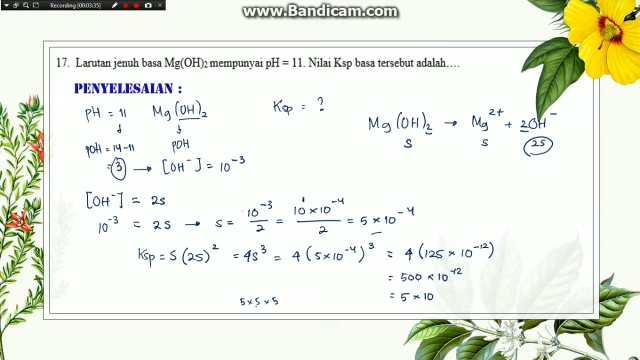 Recording [00:03:35]
www.Bandicam.com
17. Larutan jenuh basa Mg(OH)₂ mempunyai pH = 11. Nilai Ksp basa tersebut adalah….
PENYELESAIAN :
pH = 11 Mg(OH)₂ Ksp = ?
↓ ↓
pOH = 14-11 pOH
= 3 → [OH⁻] = 10⁻³
Mg(OH)₂ → Mg²⁺ + 2OH⁻
s s 2s
[OH⁻] = 2s
10⁻³ = 2s → s = 10⁻³/2 = 10 × 10⁻⁴/2 = 5 × 10⁻⁴
Ksp = s(2s)² = 4s³ = 4(5×10⁻⁴)³ = 4(125 × 10⁻¹²)
= 500 × 10⁻¹²
= 5 × 10
5 × 5 × 5